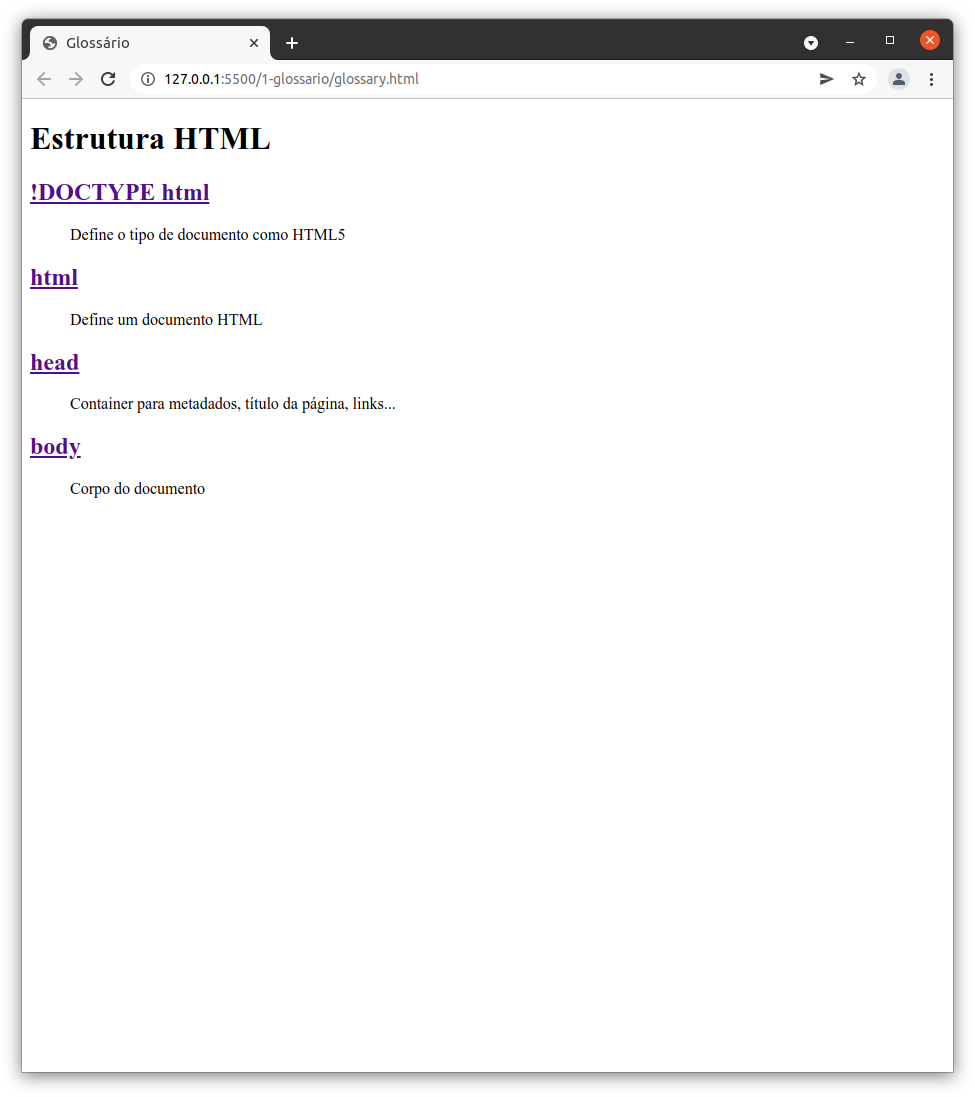 Glossário
127.0.0.1:5500/1-glossario/glossary.html
Estrutura HTML
!DOCTYPE html
Define o tipo de documento como HTML5
html
Define um documento HTML
head
Container para metadados, título da página, links...
body
Corpo do documento